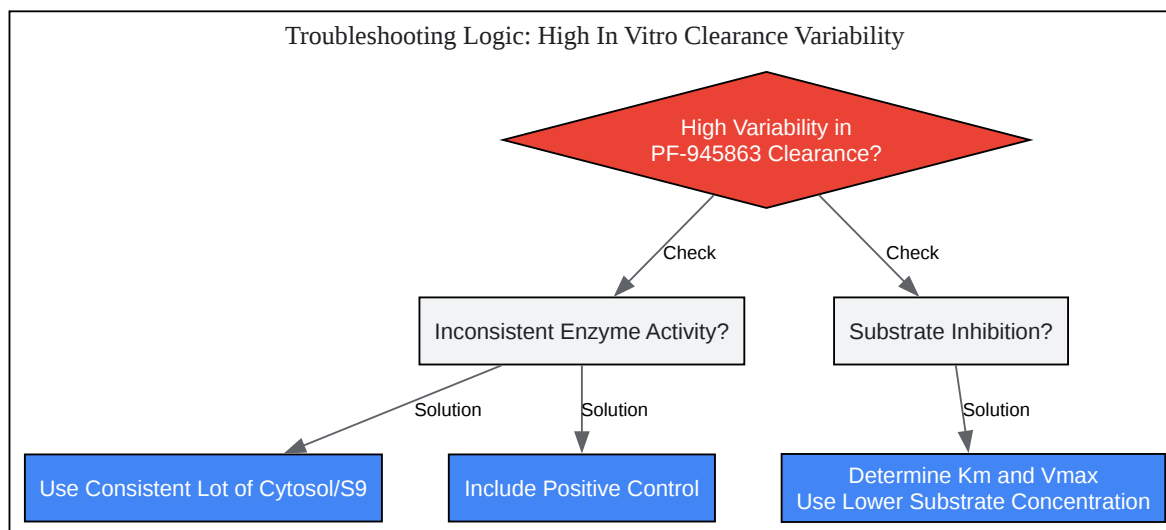 Troubleshooting Logic: High In Vitro Clearance Variability
High Variability in
PF-945863 Clearance?
Check
Check
Inconsistent Enzyme Activity?
Substrate Inhibition?
Solution
Solution
Solution
Use Consistent Lot of Cytosol/S9
Include Positive Control
Determine Km and Vmax
Use Lower Substrate Concentration